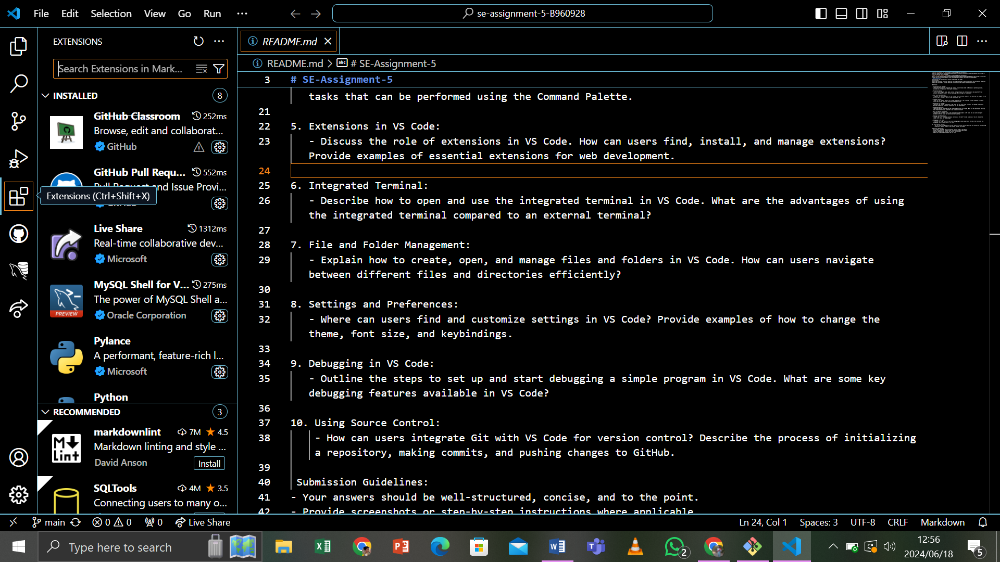 File Edit Selection View Go Run ··· se-assignment-5-B960928
EXTENSIONS
Search Extensions in Mark...
INSTALLED 8
GitHub Classroom 252ms
Browse, edit and collaborat...
GitHub
GitHub Pull Requ... 552ms
Pull Request and Issue Provi...
Extensions (Ctrl+Shift+X)
GitHub
Live Share 1312ms
Real-time collaborative dev...
Microsoft
MySQL Shell for V... 275ms
The power of MySQL Shell a...
PREVIEW
Oracle Corporation
Pylance
A performant, feature-rich l...
Microsoft
Python
RECOMMENDED 3
markdownlint 7M 4.5
Markdown linting and style ...
David Anson Install
SQLTools 4M 3.5
Connecting users to many o...
README.md
README.md > # SE-Assignment-5
3 # SE-Assignment-5
tasks that can be performed using the Command Palette.
21
22 5. Extensions in VS Code:
23 - Discuss the role of extensions in VS Code. How can users find, install, and manage extensions?
Provide examples of essential extensions for web development.
24
25 6. Integrated Terminal:
26 - Describe how to open and use the integrated terminal in VS Code. What are the advantages of using
the integrated terminal compared to an external terminal?
27
28 7. File and Folder Management:
29 - Explain how to create, open, and manage files and folders in VS Code. How can users navigate
between different files and directories efficiently?
30
31 8. Settings and Preferences:
32 - Where can users find and customize settings in VS Code? Provide examples of how to change the
theme, font size, and keybindings.
33
34 9. Debugging in VS Code:
35 - Outline the steps to set up and start debugging a simple program in VS Code. What are some key
debugging features available in VS Code?
36
37 10. Using Source Control:
38 - How can users integrate Git with VS Code for version control? Describe the process of initializing
a repository, making commits, and pushing changes to GitHub.
39
40 Submission Guidelines:
41 - Your answers should be well-structured, concise, and to the point.
42 - Provide screenshots or step-by-step instructions where applicable.
main 0 0 0 Live Share Ln 24, Col 1 Spaces: 3 UTF-8 CRLF Markdown
Type here to search 2 12:56
2024/06/18 5